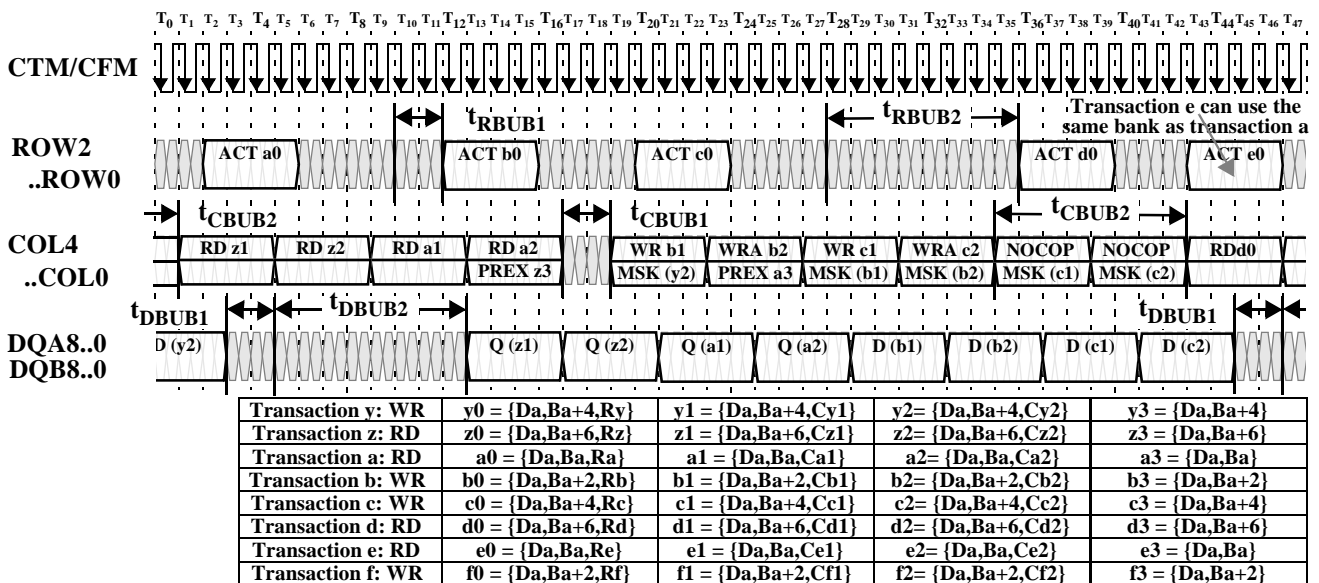 T0 T1 T2 T3 T4 T5 T6 T7 T8 T9 T10 T11 T12 T13 T14 T15 T16 T17 T18 T19 T20 T21 T22 T23 T24 T25 T26 T27 T28 T29 T30 T31 T32 T33 T34 T35 T36 T37 T38 T39 T40 T41 T42 T43 T44 T45 T46 T47
CTM/CFM
Transaction e can use the
same bank as transaction a
tRBUB1 tRBUB2
ROW2
..ROW0
ACT a0 ACT b0 ACT c0 ACT d0 ACT e0
tCBUB2 tCBUB1 tCBUB2
COL4
..COL0
RD z1 RD z2 RD a1 RD a2 WR b1 WRA b2 WR c1 WRA c2 NOCOP NOCOP RDd0
PREX z3 MSK (y2) PREX a3 MSK (b1) MSK (b2) MSK (c1) MSK (c2)
tDBUB1 tDBUB2 tDBUB1
DQA8..0
DQB8..0
D (y2) Q (z1) Q (z2) Q (a1) Q (a2) D (b1) D (b2) D (c1) D (c2)
Transaction y: WR y0 = {Da,Ba+4,Ry} y1 = {Da,Ba+4,Cy1} y2= {Da,Ba+4,Cy2} y3 = {Da,Ba+4}
Transaction z: RD z0 = {Da,Ba+6,Rz} z1 = {Da,Ba+6,Cz1} z2= {Da,Ba+6,Cz2} z3 = {Da,Ba+6}
Transaction a: RD a0 = {Da,Ba,Ra} a1 = {Da,Ba,Ca1} a2= {Da,Ba,Ca2} a3 = {Da,Ba}
Transaction b: WR b0 = {Da,Ba+2,Rb} b1 = {Da,Ba+2,Cb1} b2= {Da,Ba+2,Cb2} b3 = {Da,Ba+2}
Transaction c: WR c0 = {Da,Ba+4,Rc} c1 = {Da,Ba+4,Cc1} c2= {Da,Ba+4,Cc2} c3 = {Da,Ba+4}
Transaction d: RD d0 = {Da,Ba+6,Rd} d1 = {Da,Ba+6,Cd1} d2= {Da,Ba+6,Cd2} d3 = {Da,Ba+6}
Transaction e: RD e0 = {Da,Ba,Re} e1 = {Da,Ba,Ce1} e2= {Da,Ba,Ce2} e3 = {Da,Ba}
Transaction f: WR f0 = {Da,Ba+2,Rf} f1 = {Da,Ba+2,Cf1} f2= {Da,Ba+2,Cf2} f3 = {Da,Ba+2}